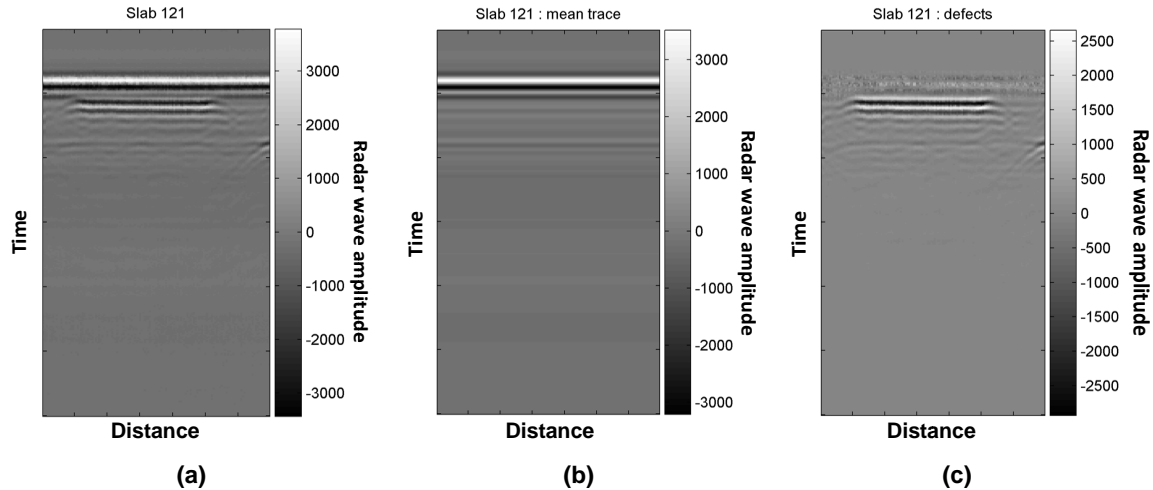 Slab 121
3000
2000
1000
0
-1000
-2000
-3000
Radar wave amplitude
Time
Distance
(a)
Slab 121 : mean trace
3000
2000
1000
0
-1000
-2000
-3000
Radar wave amplitude
Time
Distance
(b)
Slab 121 : defects
2500
2000
1500
1000
500
0
-500
-1000
-1500
-2000
-2500
Radar wave amplitude
Time
Distance
(c)